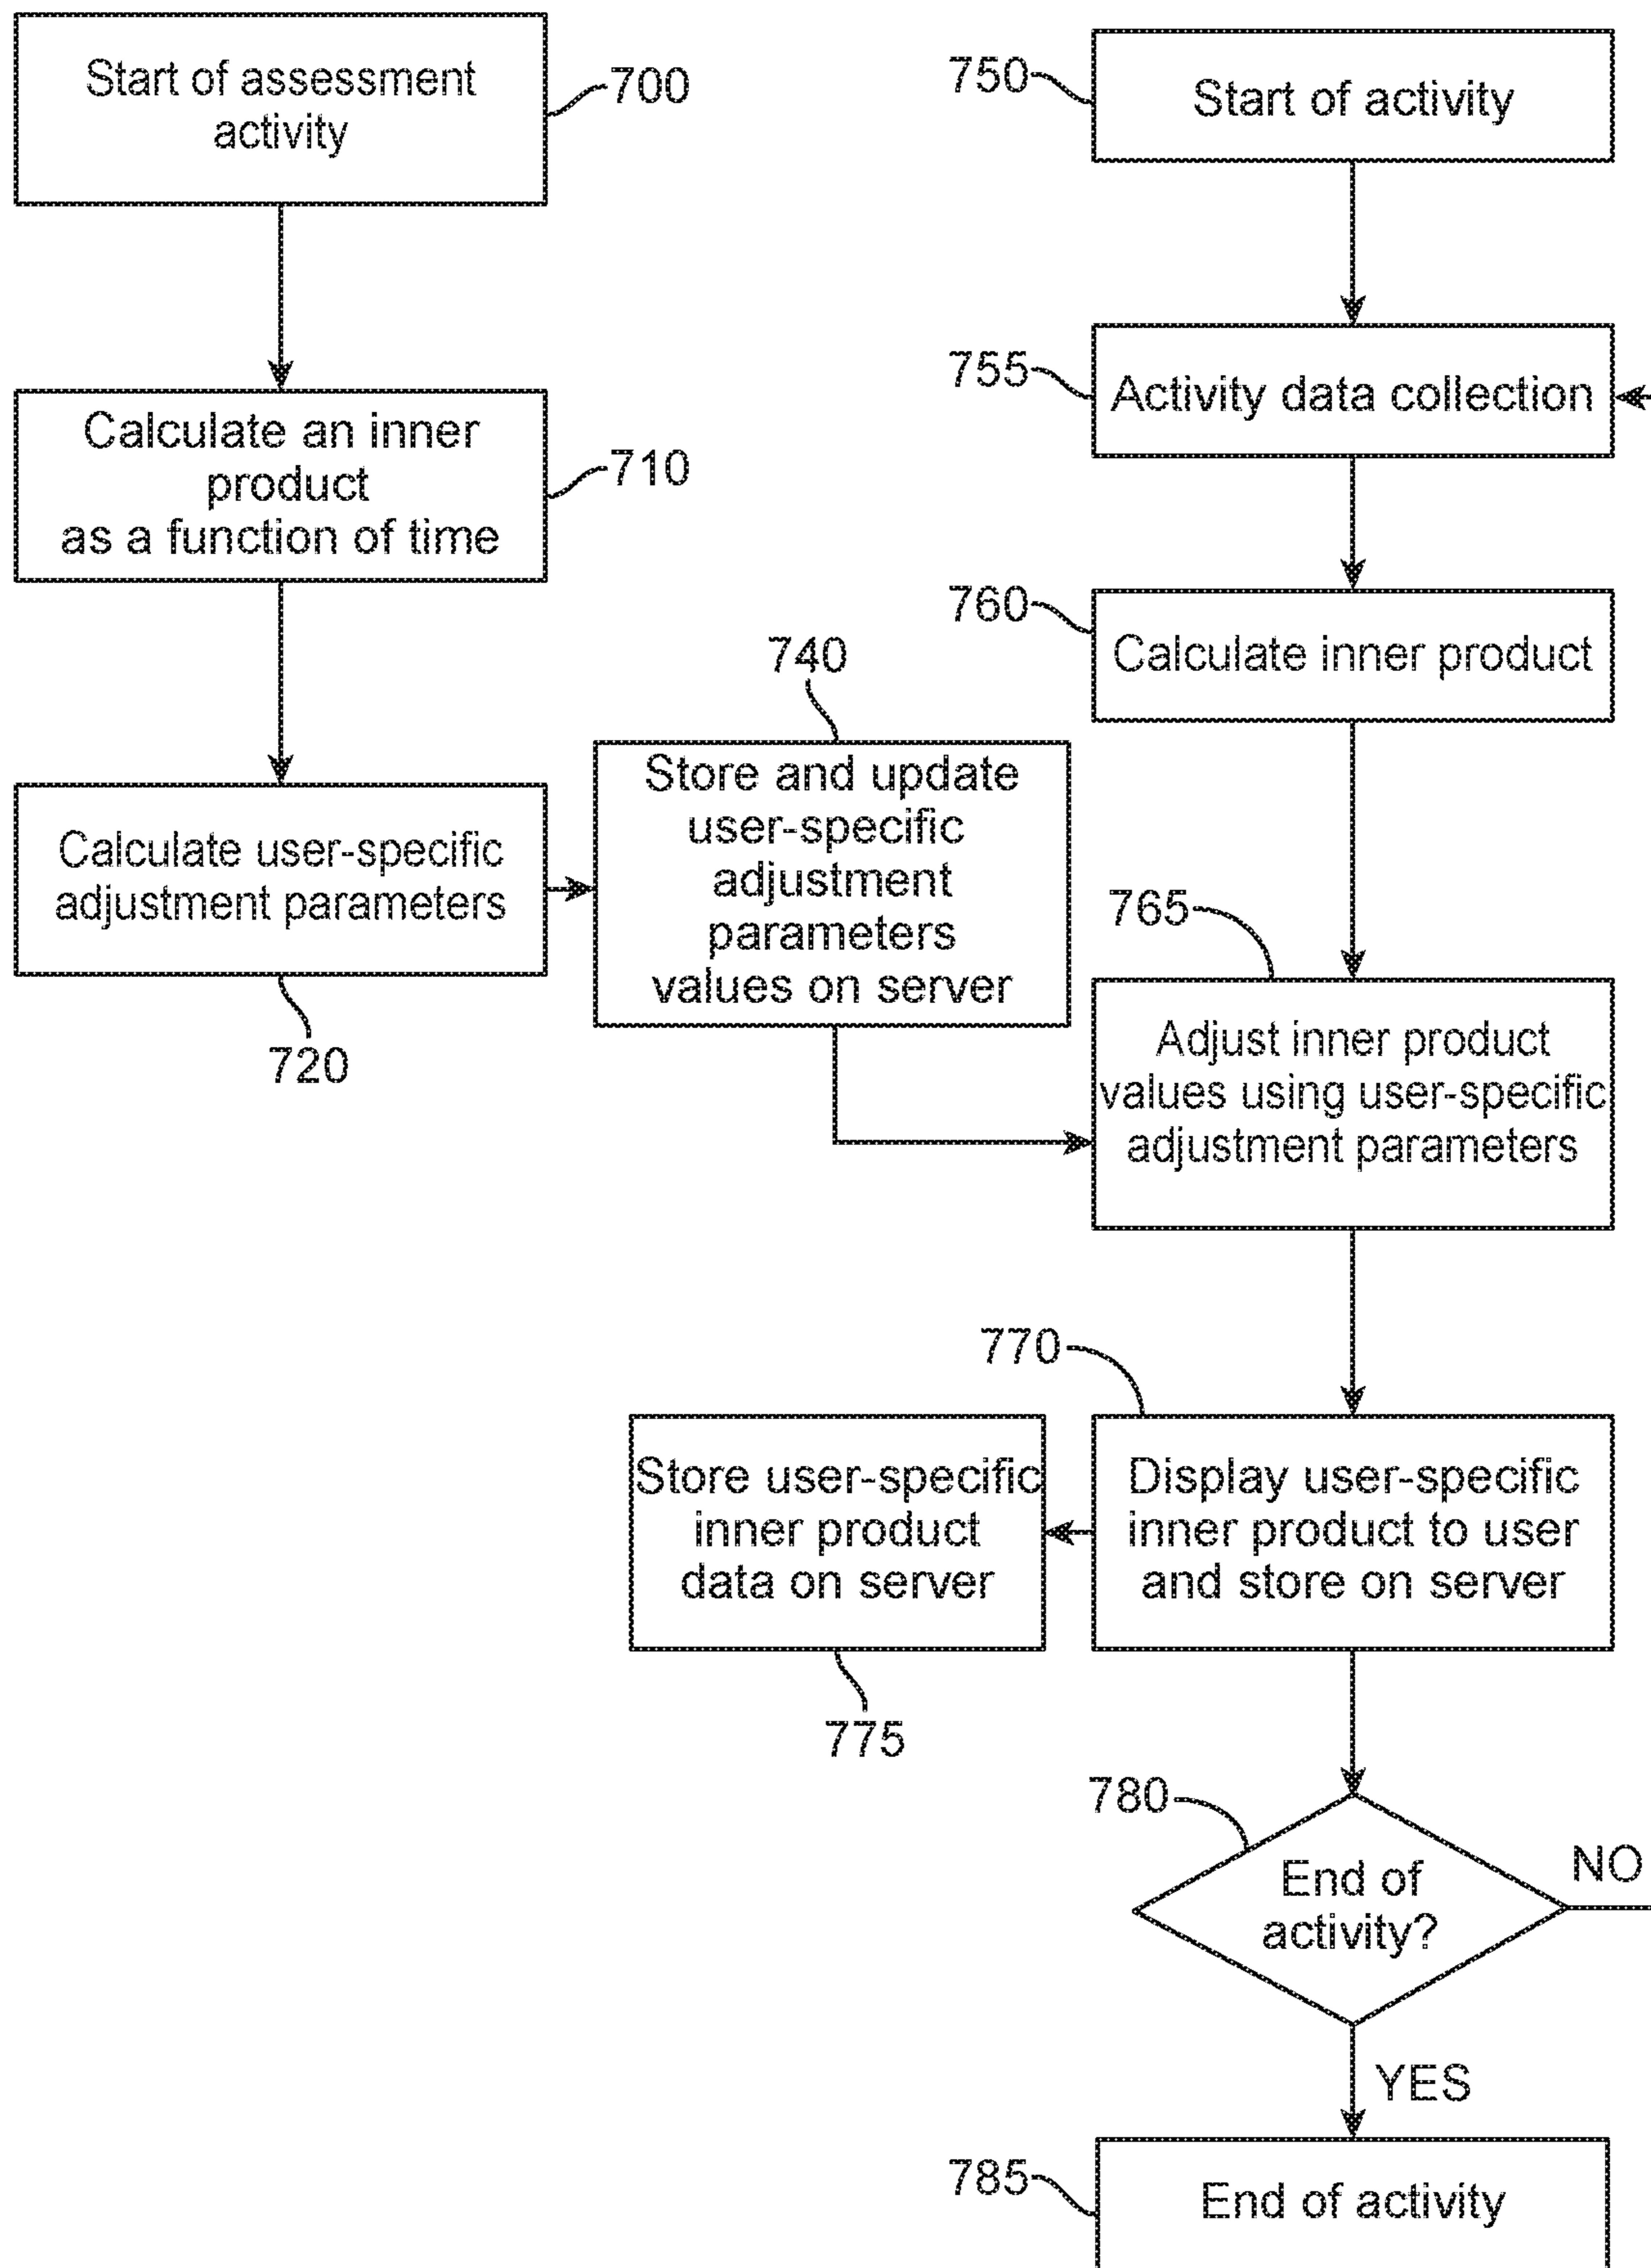 Start of assessment
activity
700
Calculate an inner
product
as a function of time
710
Calculate user-specific
adjustment parameters
720
740
Store and update
user-specific
adjustment
parameters
values on server
750
Start of activity
755
Activity data collection
760
Calculate inner product
765
Adjust inner product
values using user-specific
adjustment parameters
770
Display user-specific
inner product to user
and store on server
Store user-specific
inner product
data on server
775
780
End of
activity?
NO
YES
785
End of activity